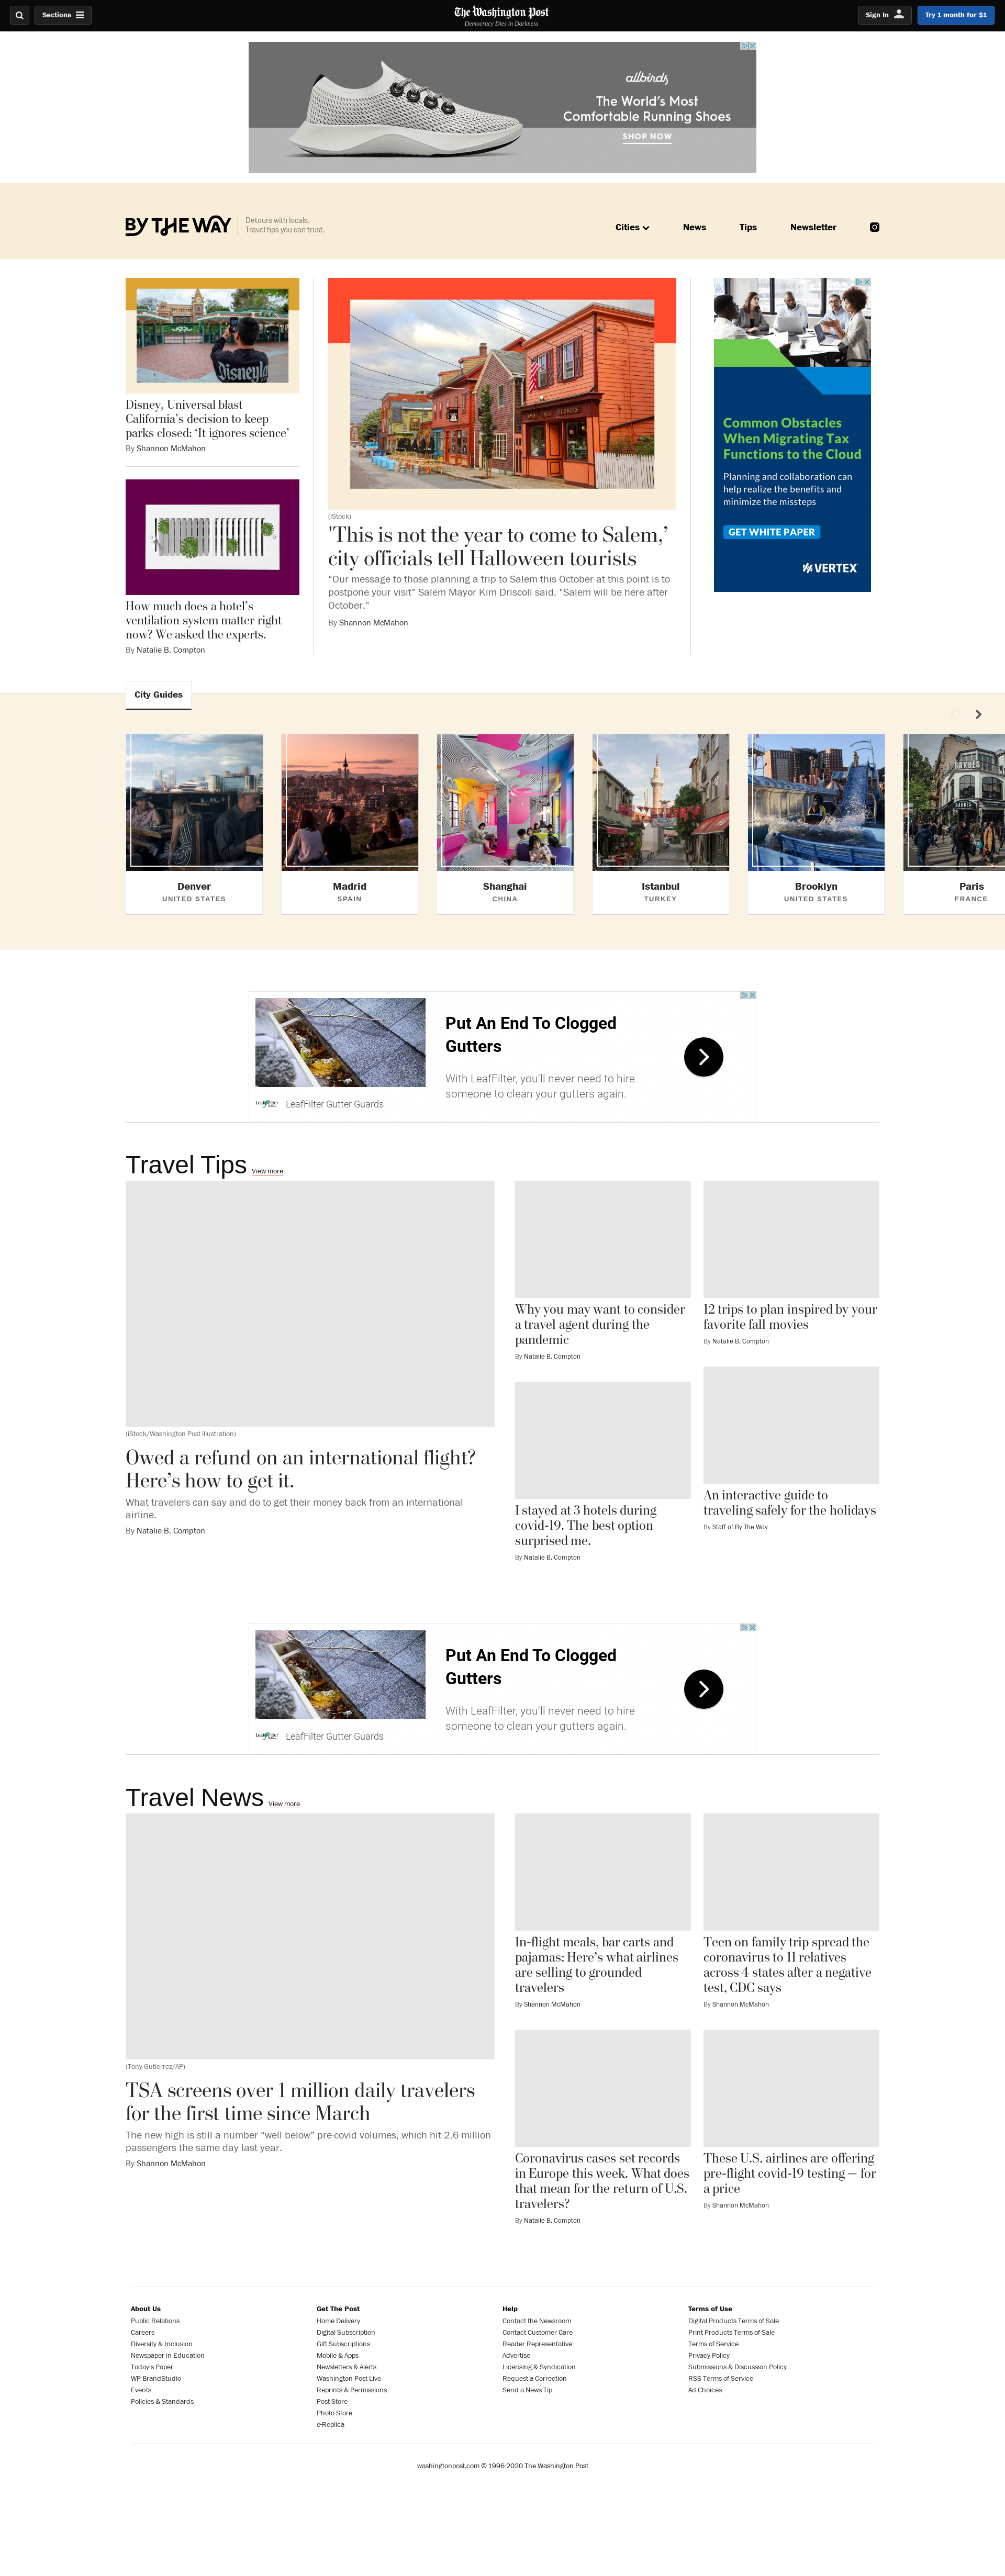 Sections
The Washington Post
Democracy Dies in Darkness
Sign In
Try 1 month for $1
allbirds
The World's Most
Comfortable Running Shoes
SHOP NOW
BY THE WAY
Detours with locals.
Travel tips you can trust.
Cities
News
Tips
Newsletter
Disneyla
Disney, Universal blast
California's decision to keep
parks closed: ‘It ignores science’
By Shannon McMahon
How much does a hotel’s
ventilation system matter right
now? We asked the experts.
By Natalie B. Compton
(iStock)
'This is not the year to come to Salem,’
city officials tell Halloween tourists
“Our message to those planning a trip to Salem this October at this point is to
postpone your visit” Salem Mayor Kim Driscoll said. "Salem will be here after
October."
By Shannon McMahon
Common Obstacles
When Migrating Tax
Functions to the Cloud
Planning and collaboration can
help realize the benefits and
minimize the missteps
GET WHITE PAPER
VERTEX
City Guides
Denver
UNITED STATES
Madrid
SPAIN
Shanghai
CHINA
Istanbul
TURKEY
Brooklyn
UNITED STATES
BARBES
Paris
FRANCE
Put An End To Clogged
Gutters
With LeafFilter, you'll never need to hire
someone to clean your gutters again.
LeafFilter
LeafFilter Gutter Guards
Travel Tips View more
(iStock/Washington Post illustration)
Owed a refund on an international flight?
Here’s how to get it.
What travelers can say and do to get their money back from an international
airline.
By Natalie B. Compton
Why you may want to consider
a travel agent during the
pandemic
By Natalie B. Compton
12 trips to plan inspired by your
favorite fall movies
By Natalie B. Compton
I stayed at 3 hotels during
covid-19. The best option
surprised me.
By Natalie B. Compton
An interactive guide to
traveling safely for the holidays
By Staff of By The Way
Put An End To Clogged
Gutters
With LeafFilter, you'll never need to hire
someone to clean your gutters again.
LeafFilter
LeafFilter Gutter Guards
Travel News View more
(Tony Gutierrez/AP)
TSA screens over 1 million daily travelers
for the first time since March
The new high is still a number “well below” pre-covid volumes, which hit 2.6 million
passengers the same day last year.
By Shannon McMahon
In-flight meals, bar carts and
pajamas: Here’s what airlines
are selling to grounded
travelers
By Shannon McMahon
Teen on family trip spread the
coronavirus to 11 relatives
across 4 states after a negative
test, CDC says
By Shannon McMahon
Coronavirus cases set records
in Europe this week. What does
that mean for the return of U.S.
travelers?
By Natalie B. Compton
These U.S. airlines are offering
pre-flight covid-19 testing — for
a price
By Shannon McMahon
About Us
Public Relations
Careers
Diversity & Inclusion
Newspaper in Education
Today's Paper
WP BrandStudio
Events
Policies & Standards
Get The Post
Home Delivery
Digital Subscription
Gift Subscriptions
Mobile & Apps
Newsletters & Alerts
Washington Post Live
Reprints & Permissions
Post Store
Photo Store
e-Replica
Help
Contact the Newsroom
Contact Customer Care
Reader Representative
Advertise
Licensing & Syndication
Request a Correction
Send a News Tip
Terms of Use
Digital Products Terms of Sale
Print Products Terms of Sale
Terms of Service
Privacy Policy
Submissions & Discussion Policy
RSS Terms of Service
Ad Choices
washingtonpost.com © 1996-2020 The Washington Post